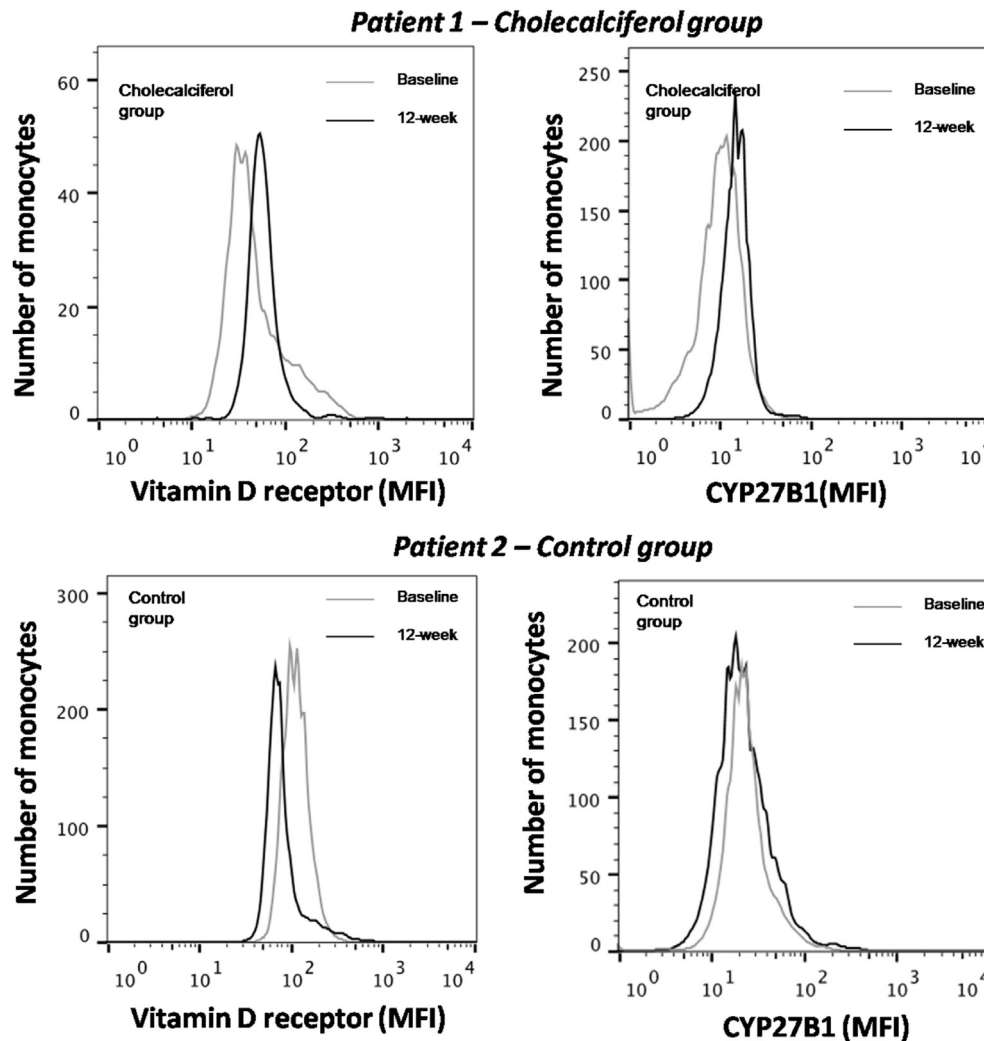 Patient 1 – Cholecalciferol group
Number of monocytes
60
40
20
0
Cholecalciferol
group
Baseline
12-week
10^0 10^1 10^2 10^3 10^4
Vitamin D receptor (MFI)
Number of monocytes
250
200
150
100
50
0
Cholecalciferol
group
Baseline
12-week
10^0 10^1 10^2 10^3 10^4
CYP27B1(MFI)
Patient 2 – Control group
Number of monocytes
300
200
100
0
Control
group
Baseline
12-week
10^0 10^1 10^2 10^3 10^4
Vitamin D receptor (MFI)
Number of monocytes
200
150
100
50
0
Control
group
Baseline
12-week
10^0 10^1 10^2 10^3 10^4
CYP27B1 (MFI)